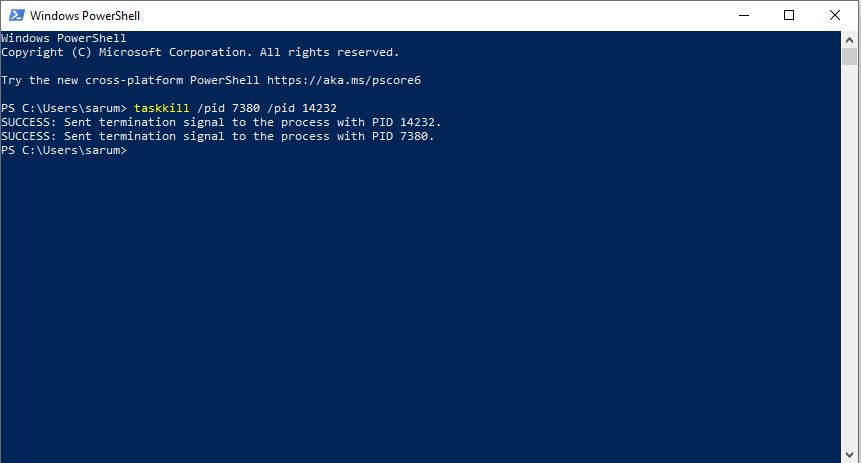 Windows PowerShell
Windows PowerShell
Copyright (C) Microsoft Corporation. All rights reserved.
Try the new cross-platform PowerShell https://aka.ms/pscore6
PS C:\Users\sarum> taskkill /pid 7380 /pid 14232
SUCCESS: Sent termination signal to the process with PID 14232.
SUCCESS: Sent termination signal to the process with PID 7380.
PS C:\Users\sarum>